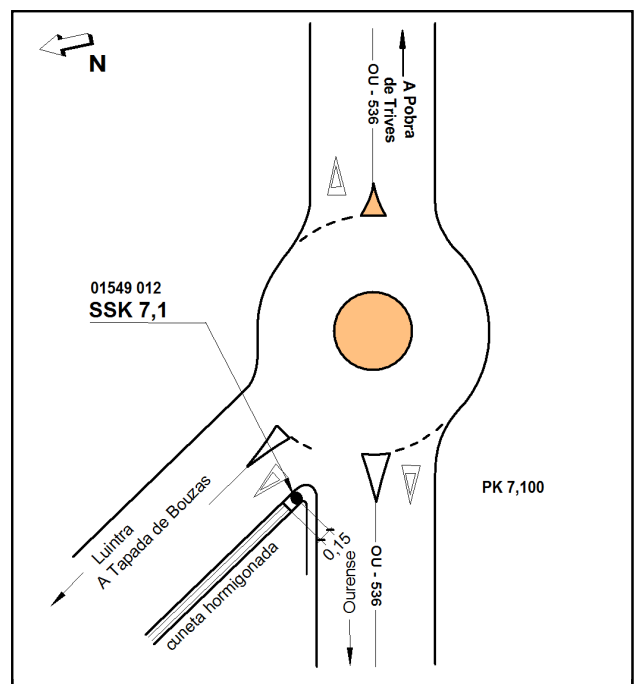 N
OU - 536
A Pobra
de Trives
01549 012
SSK 7,1
PK 7,100
Luintra
A Tapada de Bouzas
cuneta hormigonada
0,15
Ourense
OU - 536